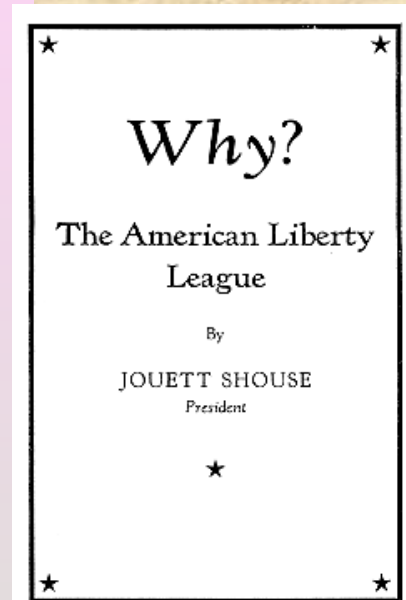 Why?
The American Liberty
League
By
JOUETT SHOUSE
President